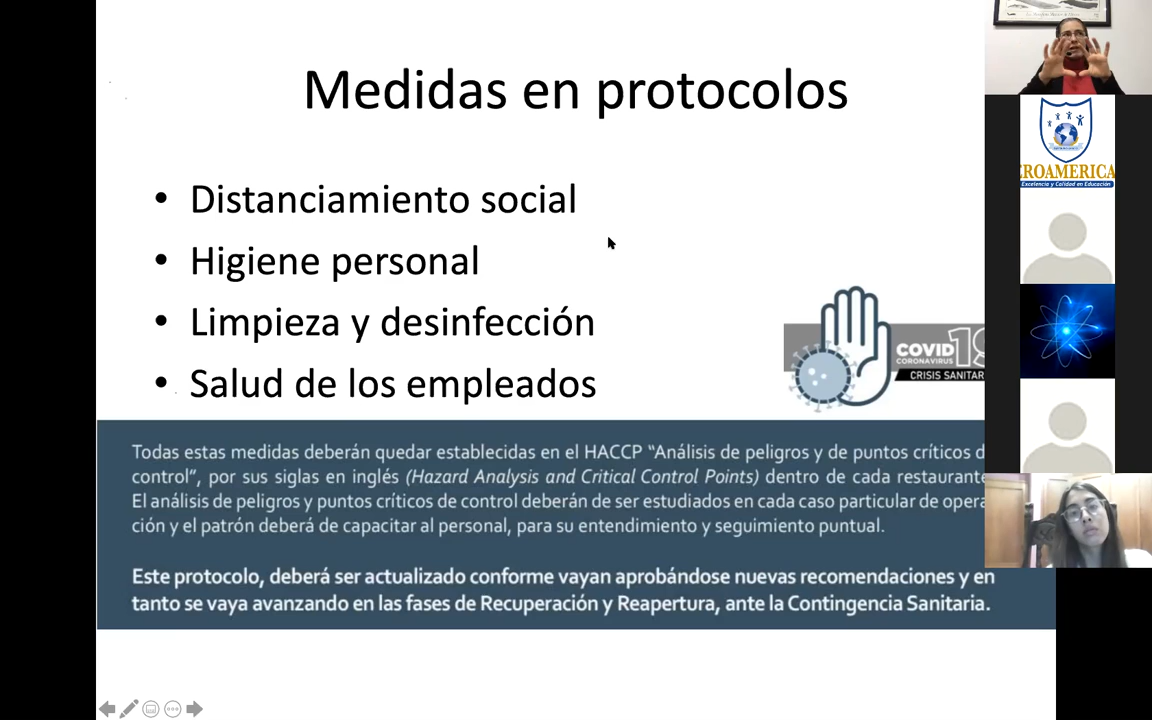 Medidas en protocolos
• Distanciamiento social
• Higiene personal
• Limpieza y desinfección
• Salud de los empleados
COVID 19
CORONAVIRUS
CRISIS SANITAR
Todas estas medidas deberán quedar establecidas en el HACCP “Análisis de peligros y de puntos críticos d
control”, por sus siglas en inglés (Hazard Analysis and Critical Control Points) dentro de cada restaurante
El análisis de peligros y puntos críticos de control deberán de ser estudiados en cada caso particular de opera
ción y el patrón deberá de capacitar al personal, para su entendimiento y seguimiento puntual.
Este protocolo, deberá ser actualizado conforme vayan aprobándose nuevas recomendaciones y en
tanto se vaya avanzando en las fases de Recuperación y Reapertura, ante la Contingencia Sanitaria.
EROAMERICA
Excelencia y Calidad en Educación